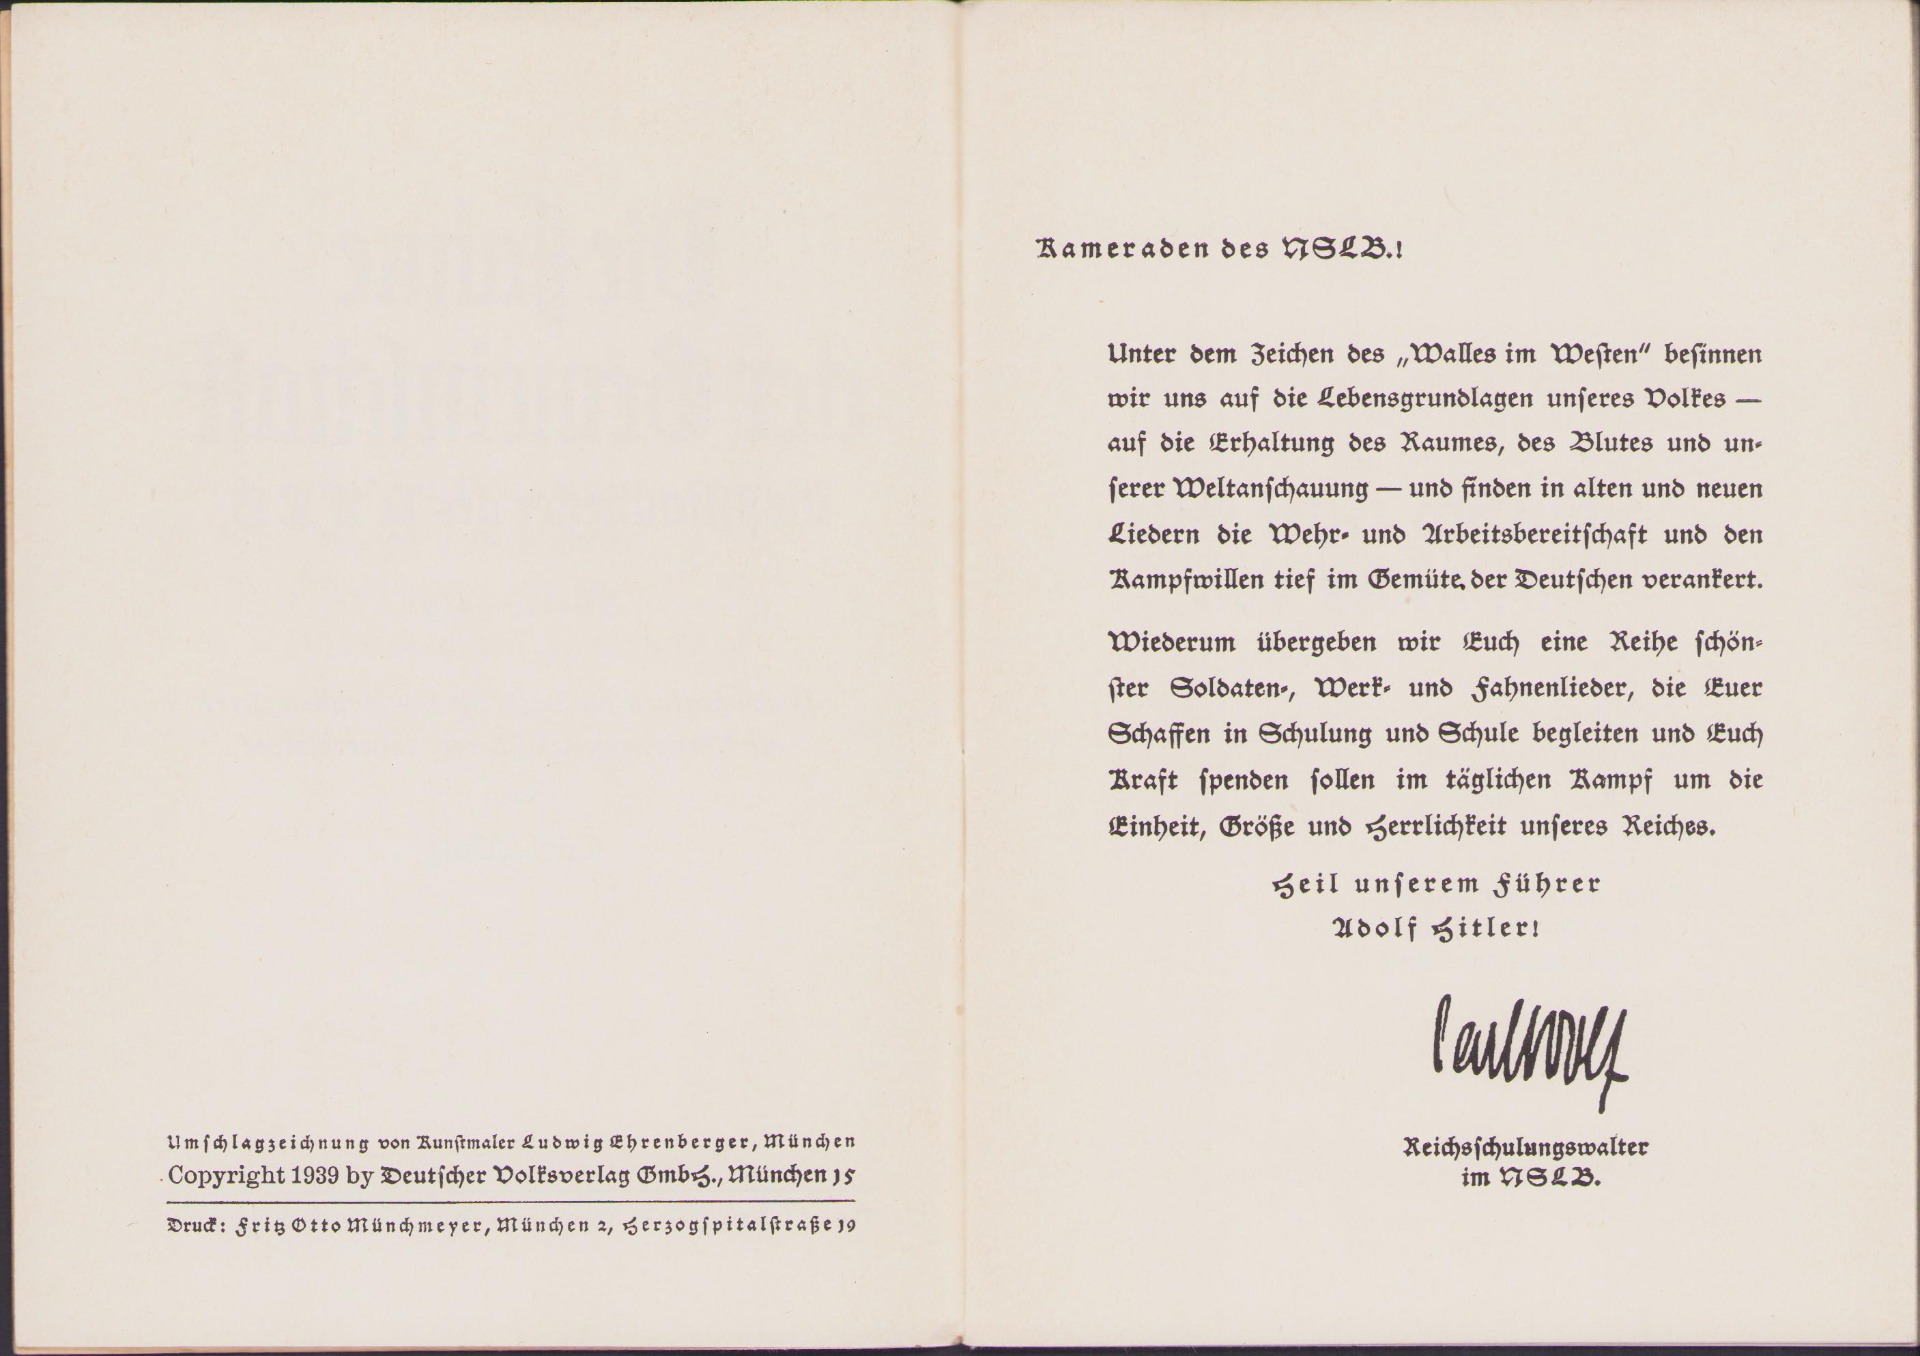 Umschlagzeichnung von Kunstmaler Ludwig Ehrenberger, München
Copyright 1939 by Deutscher Volksverlag GmbH., München 15
Druck: Fritz Otto Münchmeyer, München 2, Herzogspitalstraße 19
Kameraden des NSLB.!
Unter dem Zeichen des „Walles im Westen“ besinnen
wir uns auf die Lebensgrundlagen unseres Volkes —
auf die Erhaltung des Raumes, des Blutes und un-
serer Weltanschauung — und finden in alten und neuen
Liedern die Wehr- und Arbeitsbereitschaft und den
Kampfwillen tief im Gemüte der Deutschen verankert.
Wiederum übergeben wir Euch eine Reihe schön-
ster Soldaten-, Werk- und Fahnenlieder, die Euer
Schaffen in Schulung und Schule begleiten und Euch
Kraft spenden sollen im täglichen Kampf um die
Einheit, Größe und Herrlichkeit unseres Reiches.
Heil unserem Führer
Adolf Hitler!
Carl Wolf
Reichsschulungswalter
im NSLB.